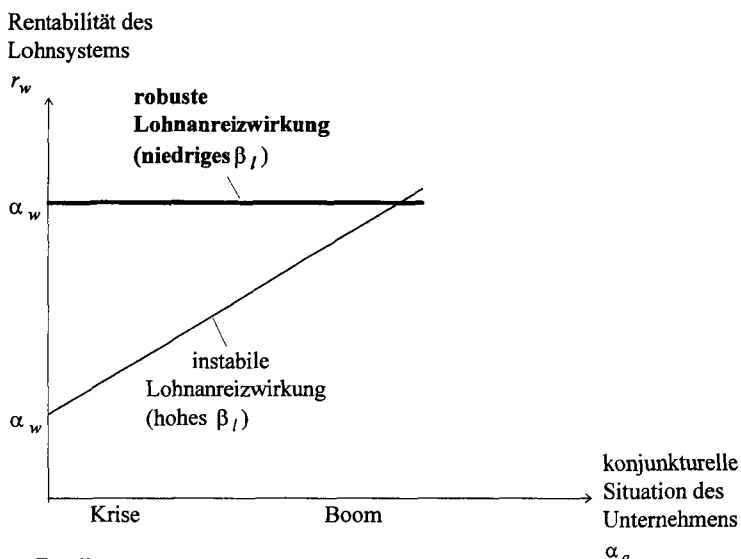 Rentabilität des
Lohnsystems
r_w
robuste
Lohnanreizwirkung
(niedriges β_l)
α_w
instabile
Lohnanreizwirkung
(hohes β_l)
α_w
konjunkturelle
Situation des
Unternehmens
α_a
Krise Boom